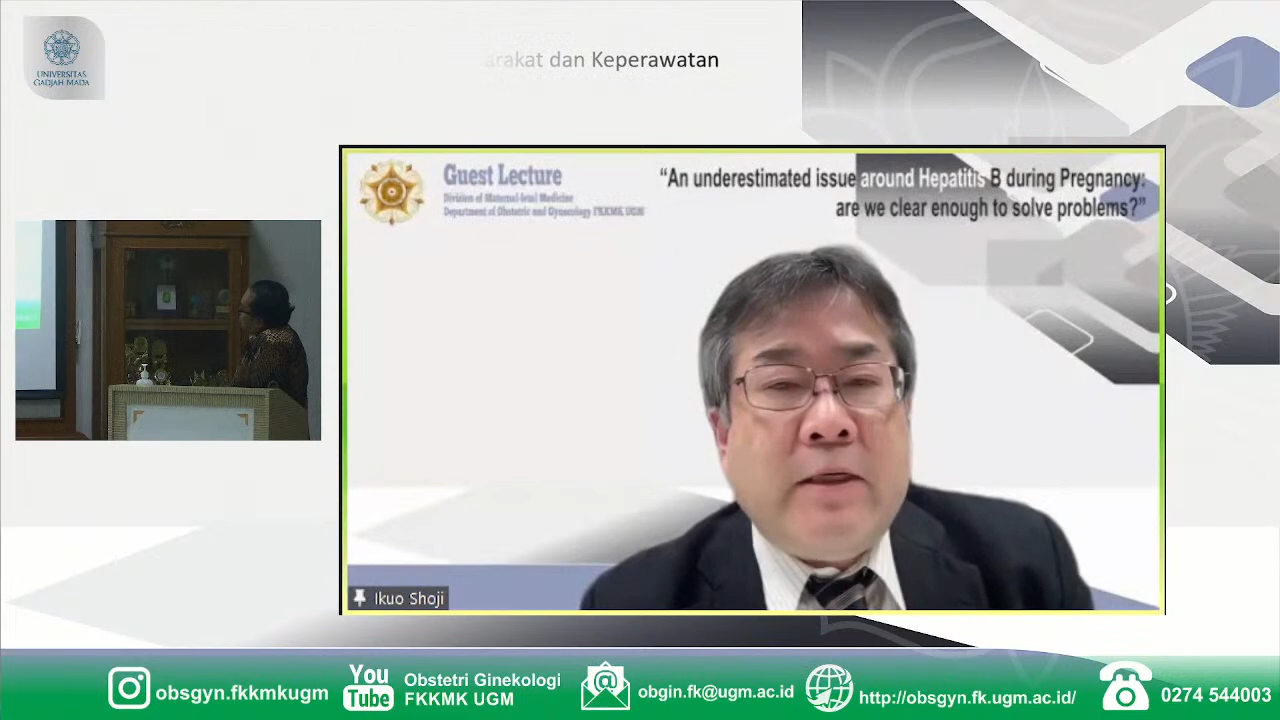 UNIVERSITAS
GADJAH MADA
arakat dan Keperawatan
Guest Lecture
Division of Maternal-fetal Medicine
Department of Obstetric and Gynecology FKKMK UGM
“An underestimated issue around Hepatitis B during Pregnancy:
are we clear enough to solve problems?”
Ikuo Shoji
obsgyn.fkkmkugm
You
Tube
Obstetri Ginekologi
FKKMK UGM
obgin.fk@ugm.ac.id
http://obsgyn.fk.ugm.ac.id/
0274 544003